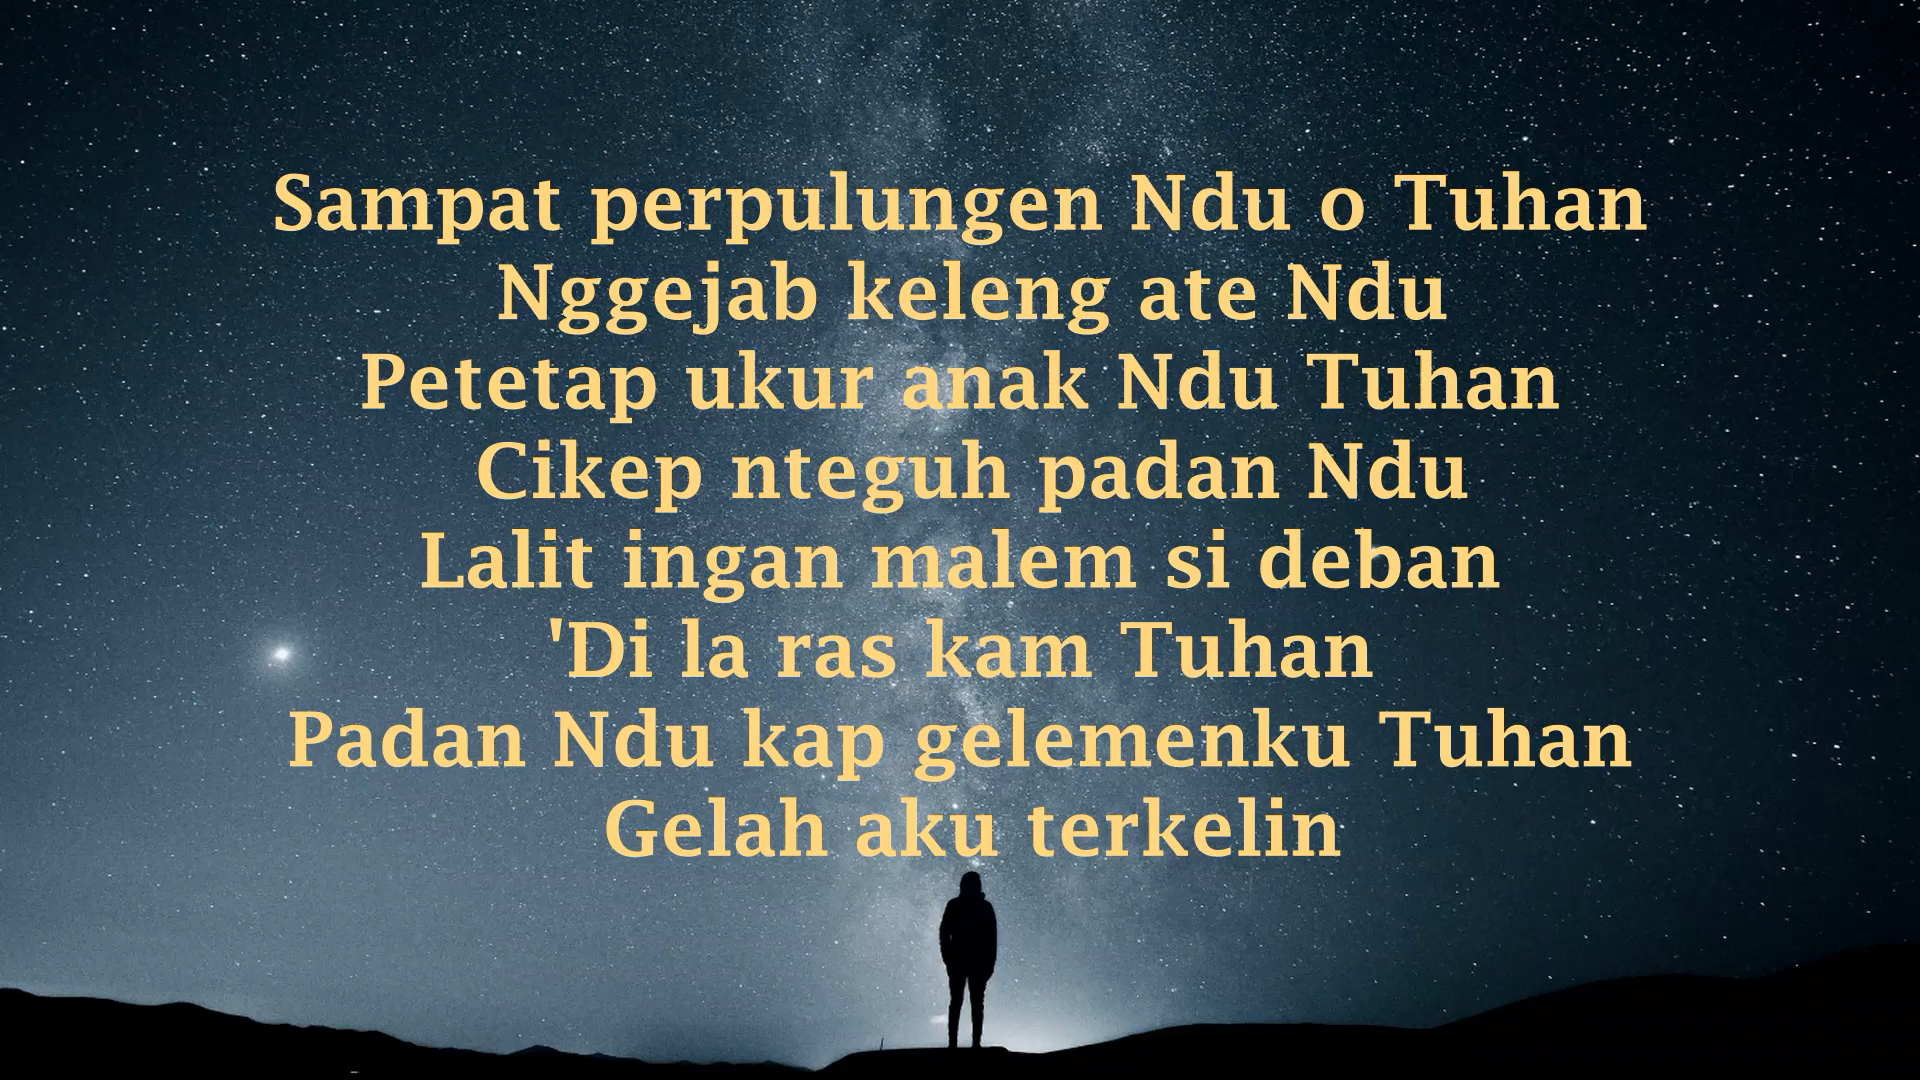 Sampat perpulungen Ndu o Tuhan
Nggejab keleng ate Ndu
Petetap ukur anak Ndu Tuhan
Cikep nteguh padan Ndu
Lalit ingan malem si deban
'Di la ras kam Tuhan
Padan Ndu kap gelemenku Tuhan
Gelah aku terkelin